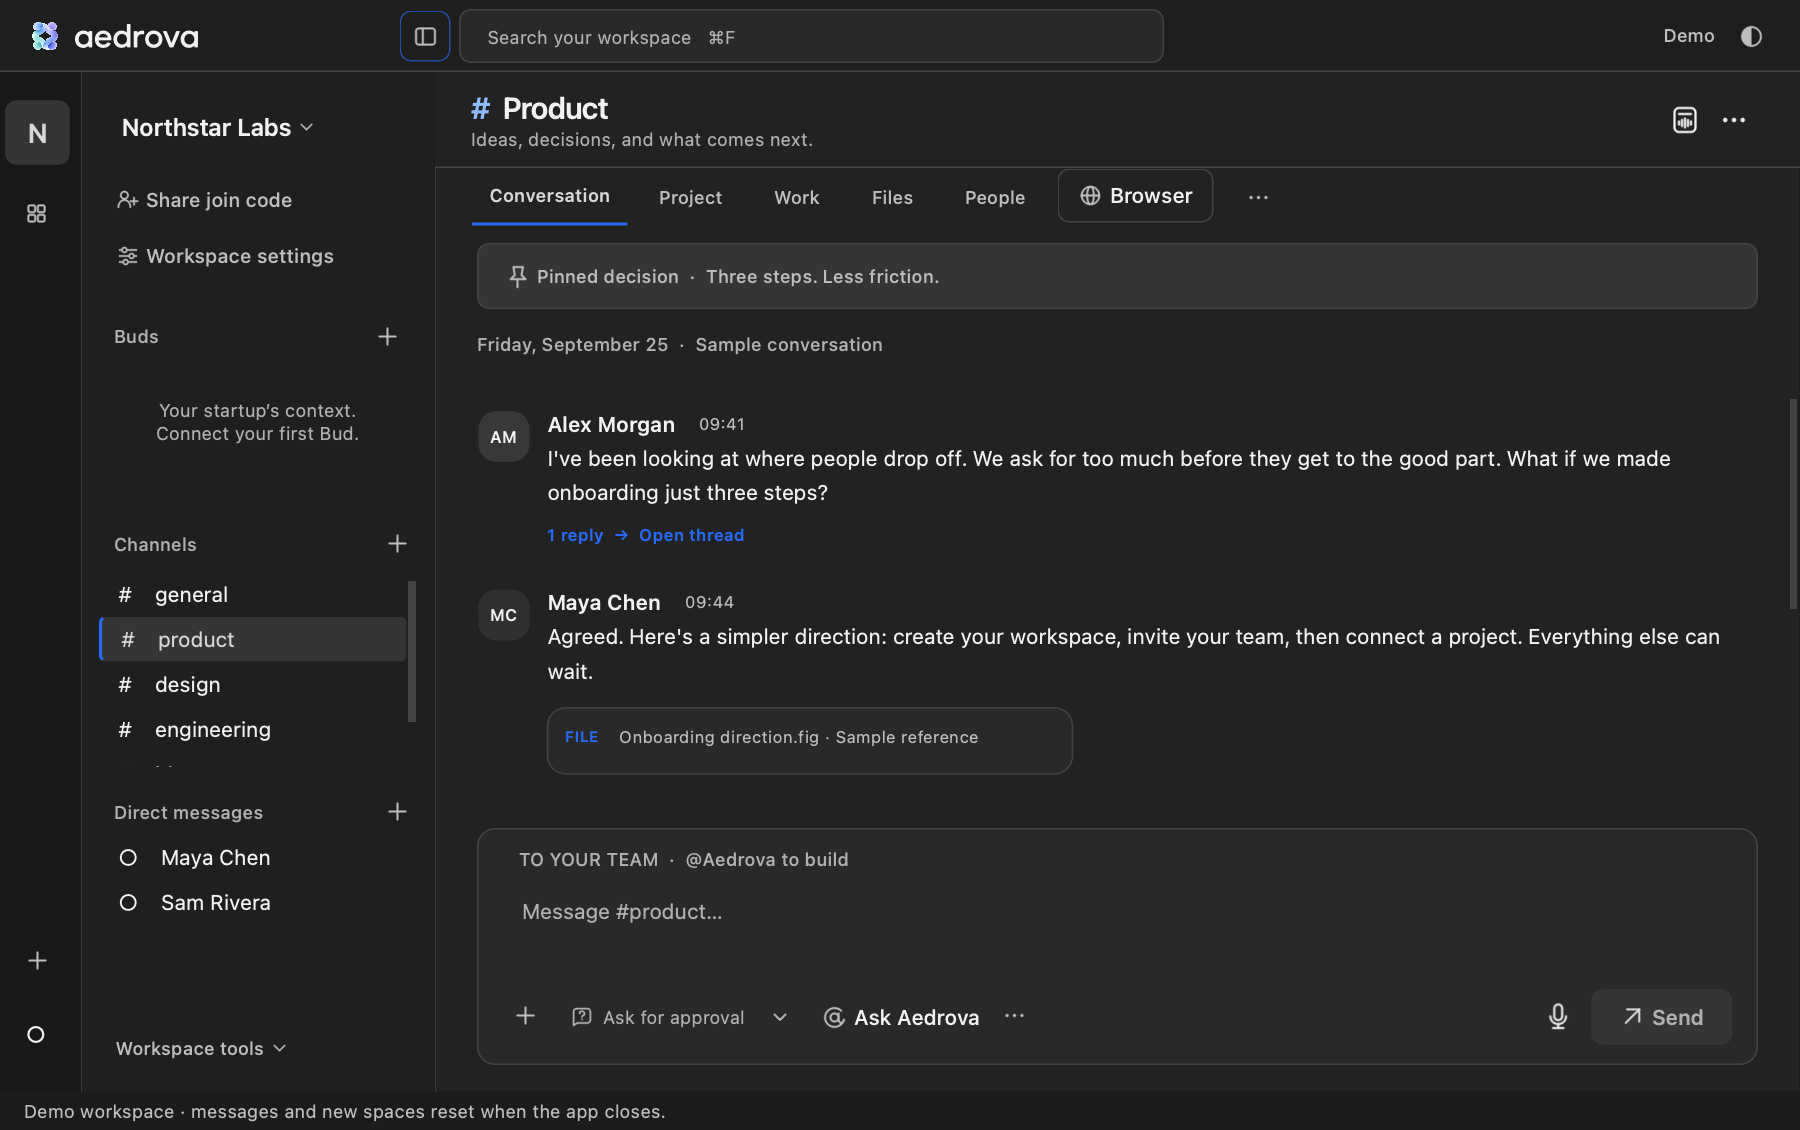 aedrova
Search your workspace ⌘F
Demo
N
Northstar Labs
Share join code
Workspace settings
Buds
Your startup’s context.
Connect your first Bud.
Channels
# general
# product
# design
# engineering
Direct messages
Maya Chen
Sam Rivera
Workspace tools
# Product
Ideas, decisions, and what comes next.
Conversation Project Work Files People Browser ...
Pinned decision · Three steps. Less friction.
Friday, September 25 · Sample conversation
AM
Alex Morgan 09:41
I've been looking at where people drop off. We ask for too much before they get to the good part. What if we made
onboarding just three steps?
1 reply → Open thread
MC
Maya Chen 09:44
Agreed. Here's a simpler direction: create your workspace, invite your team, then connect a project. Everything else can
wait.
FILE Onboarding direction.fig · Sample reference
TO YOUR TEAM · @Aedrova to build
Message #product...
Ask for approval
Ask Aedrova ...
Send
Demo workspace · messages and new spaces reset when the app closes.